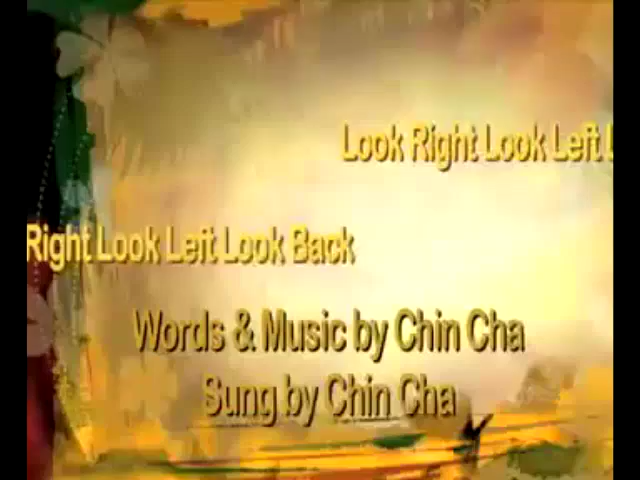 Look Right Look Left
Right Look Left Look Back
Words & Music by Chin Cha
Sung by Chin Cha